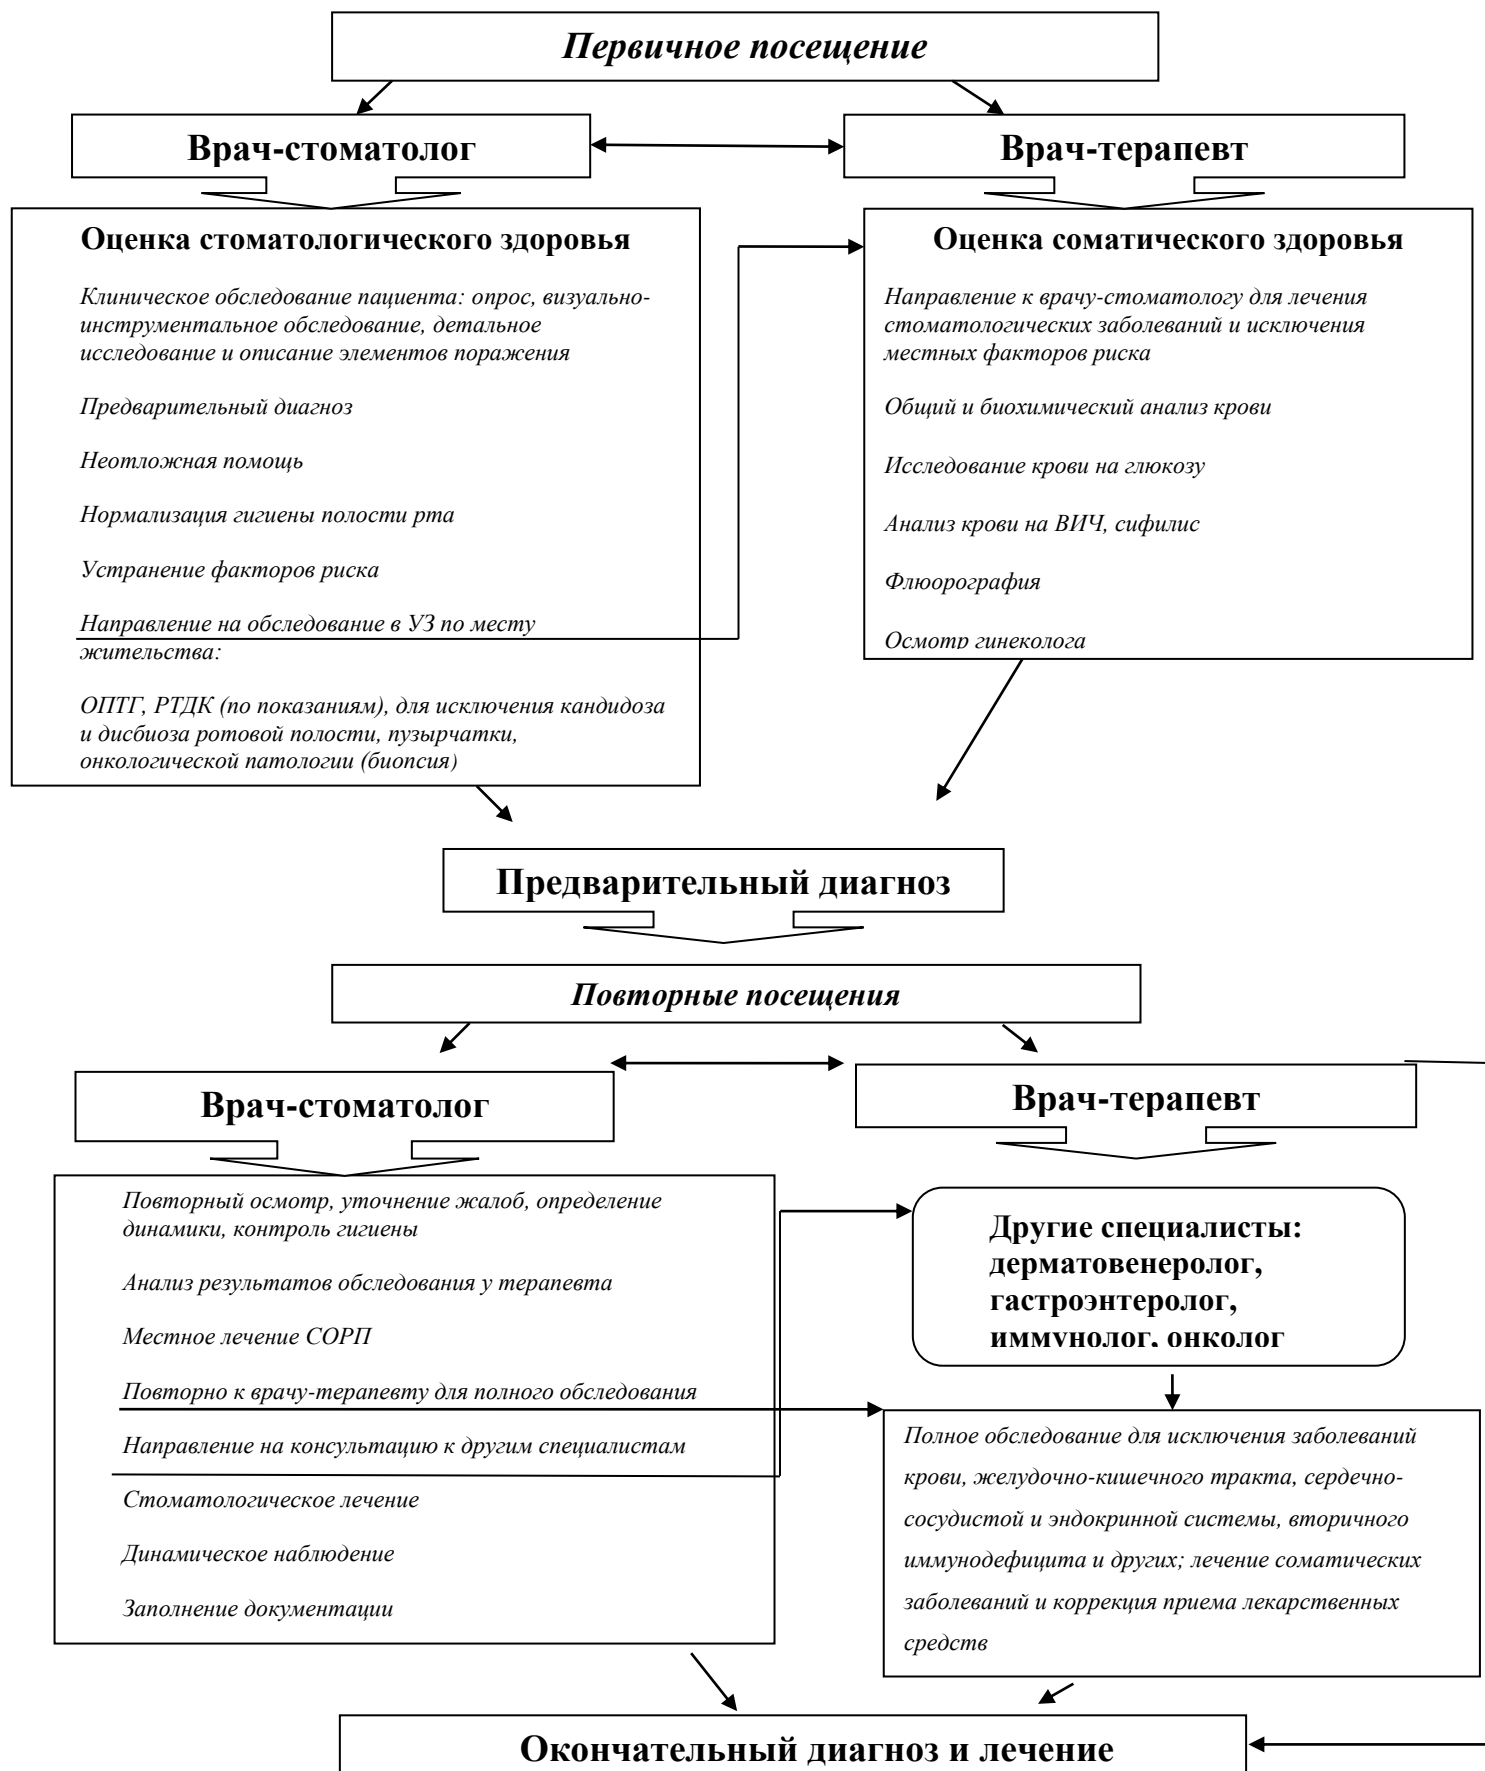 Первичное посещение
Врач-стоматолог
Врач-терапевт
Оценка стоматологического здоровья
Клиническое обследование пациента: опрос, визуально-
инструментальное обследование, детальное
исследование и описание элементов поражения
Предварительный диагноз
Неотложная помощь
Нормализация гигиены полости рта
Устранение факторов риска
Направление на обследование в УЗ по месту
жительства:
ОПТГ, РТДК (по показаниям), для исключения кандидоза
и дисбиоза ротовой полости, пузырчатки,
онкологической патологии (биопсия)
Оценка соматического здоровья
Направление к врачу-стоматологу для лечения
стоматологических заболеваний и исключения
местных факторов риска
Общий и биохимический анализ крови
Исследование крови на глюкозу
Анализ крови на ВИЧ, сифилис
Флюорография
Осмотр гинеколога
Предварительный диагноз
Повторные посещения
Врач-стоматолог
Врач-терапевт
Повторный осмотр, уточнение жалоб, определение
динамики, контроль гигиены
Анализ результатов обследования у терапевта
Местное лечение СОРП
Повторно к врачу-терапевту для полного обследования
Направление на консультацию к другим специалистам
Стоматологическое лечение
Динамическое наблюдение
Заполнение документации
Другие специалисты:
дерматовенеролог,
гастроэнтеролог,
иммунолог, онколог
Полное обследование для исключения заболеваний
крови, желудочно-кишечного тракта, сердечно-
сосудистой и эндокринной системы, вторичного
иммунодефицита и других; лечение соматических
заболеваний и коррекция приема лекарственных
средств
Окончательный диагноз и лечение